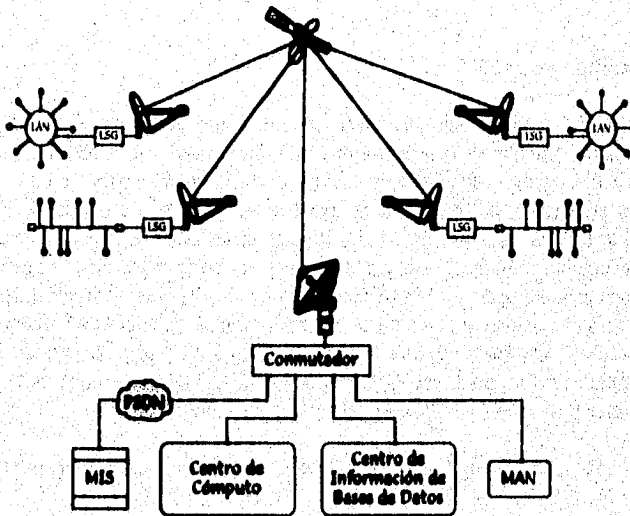 LAN
LSG
LSG
LAN
LSG
LSG
Conmutador
PSDN
MIS
Centro de
Cómputo
Centro de
Información de
Bases de Datos
MAN